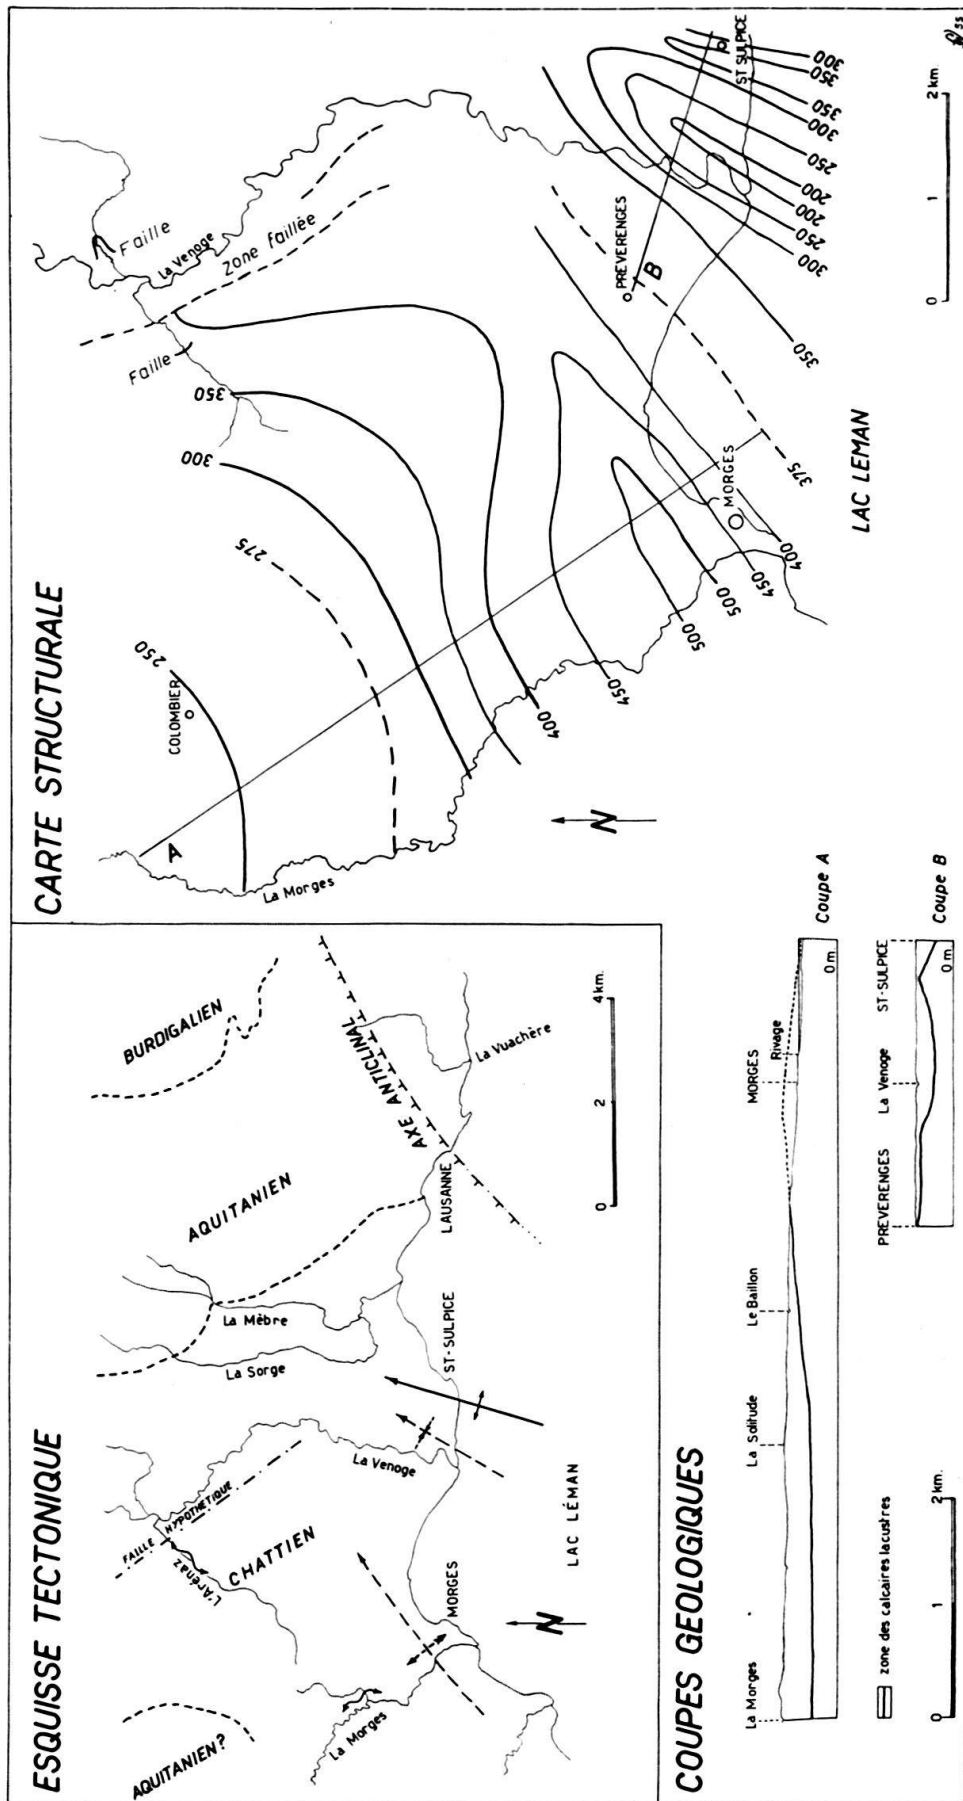 ESQUISSE TECTONIQUE
AQUITANIEN?
BURDIGALIEN
AQUITANIEN
CHATTIEN
FAILLE HYPOTHETIQUE
L'Arénaz
La Morges
MORGES
La Venoge
La Sorge
La Mèbre
ST-SULPICE
LAUSANNE
AXE ANTICLINAL
La Vuachère
LAC LÉMAN
N
0 2 4 km.
CARTE STRUCTURALE
A
COLOMBIER
250
275
300
350
Faille
Faille
La Venoge
Zone faillée
La Morges
N
400
450
500
500
450
400
MORGES
375
350
LAC LEMAN
PREVERENGES
B
ST SULPICE
300
250
200
200
250
300
350
350
300
0 1 2 km.
55
COUPES GEOLOGIQUES
La Morges
La Solitude
Le Baillon
MORGES
Rivage
0 m
Coupe A
zone des calcaires lacustres
PREVERENGES
La Venoge
ST-SULPICE
0 m
Coupe B
0 1 2 km.